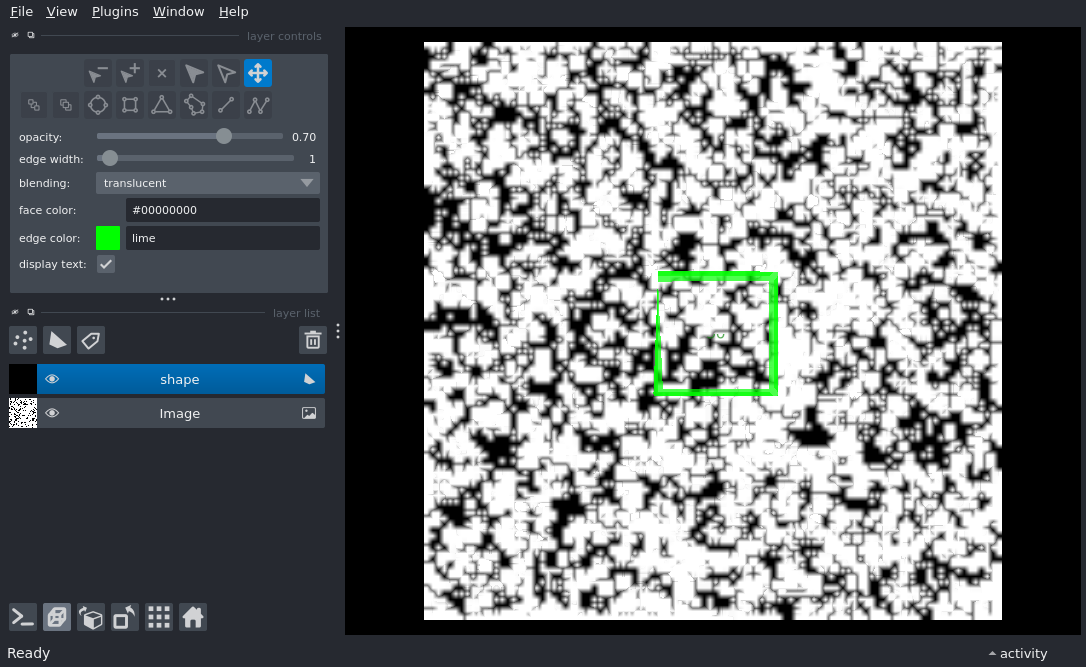 File View Plugins Window Help
layer controls
opacity: 0.70
edge width: 1
blending: translucent
face color: #00000000
edge color: lime
display text:
layer list
shape
Image
Ready
activity